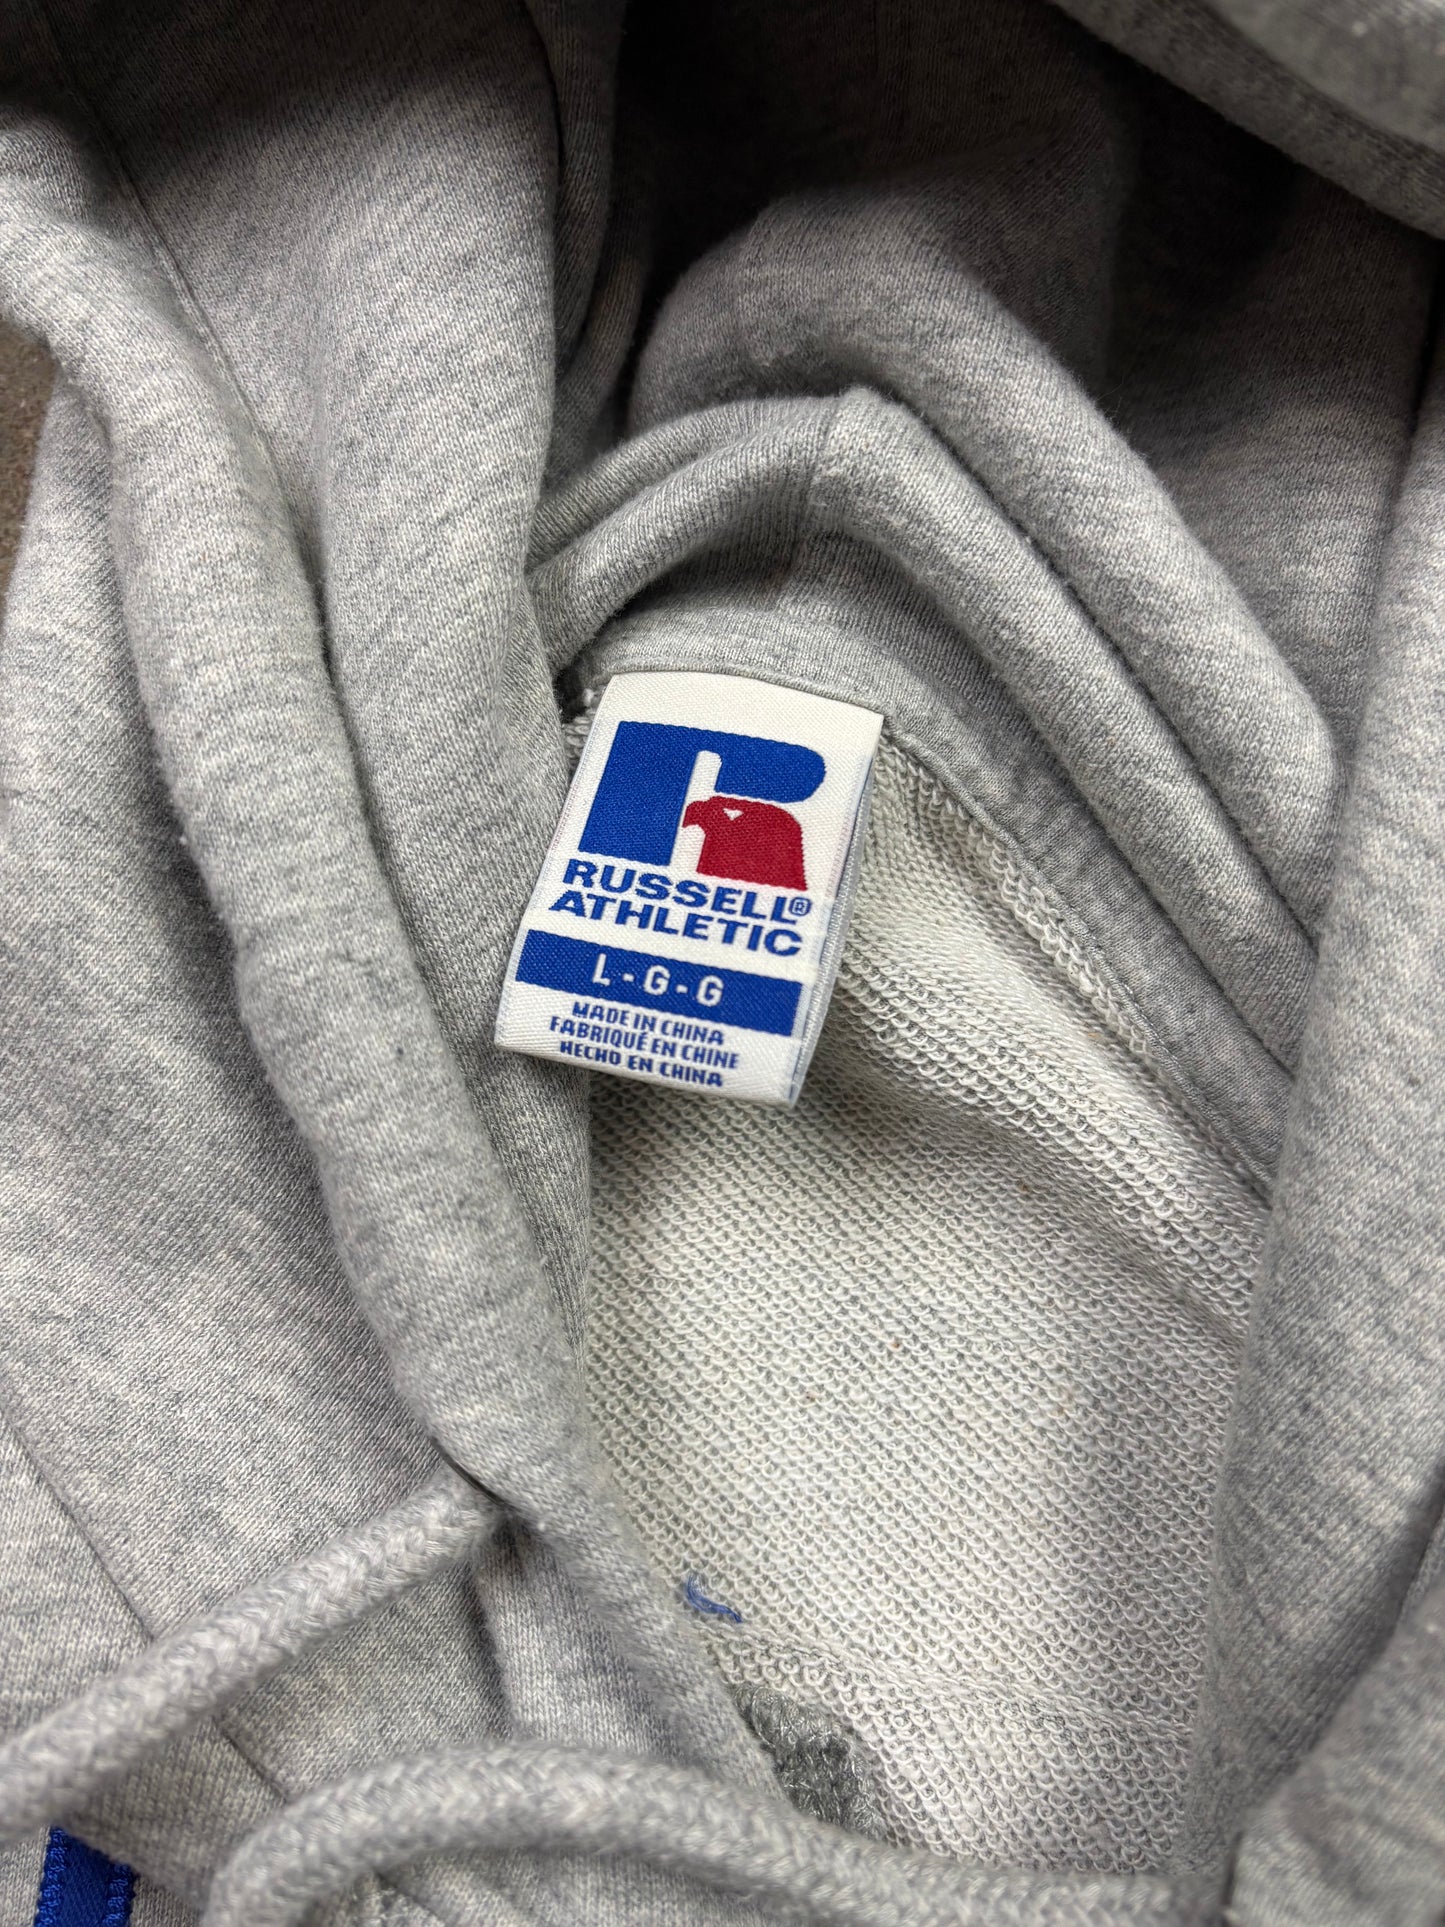 R
RUSSELL®
ATHLETIC
L - G - G
MADE IN CHINA
FABRIQUÉ EN CHINE
HECHO EN CHINA